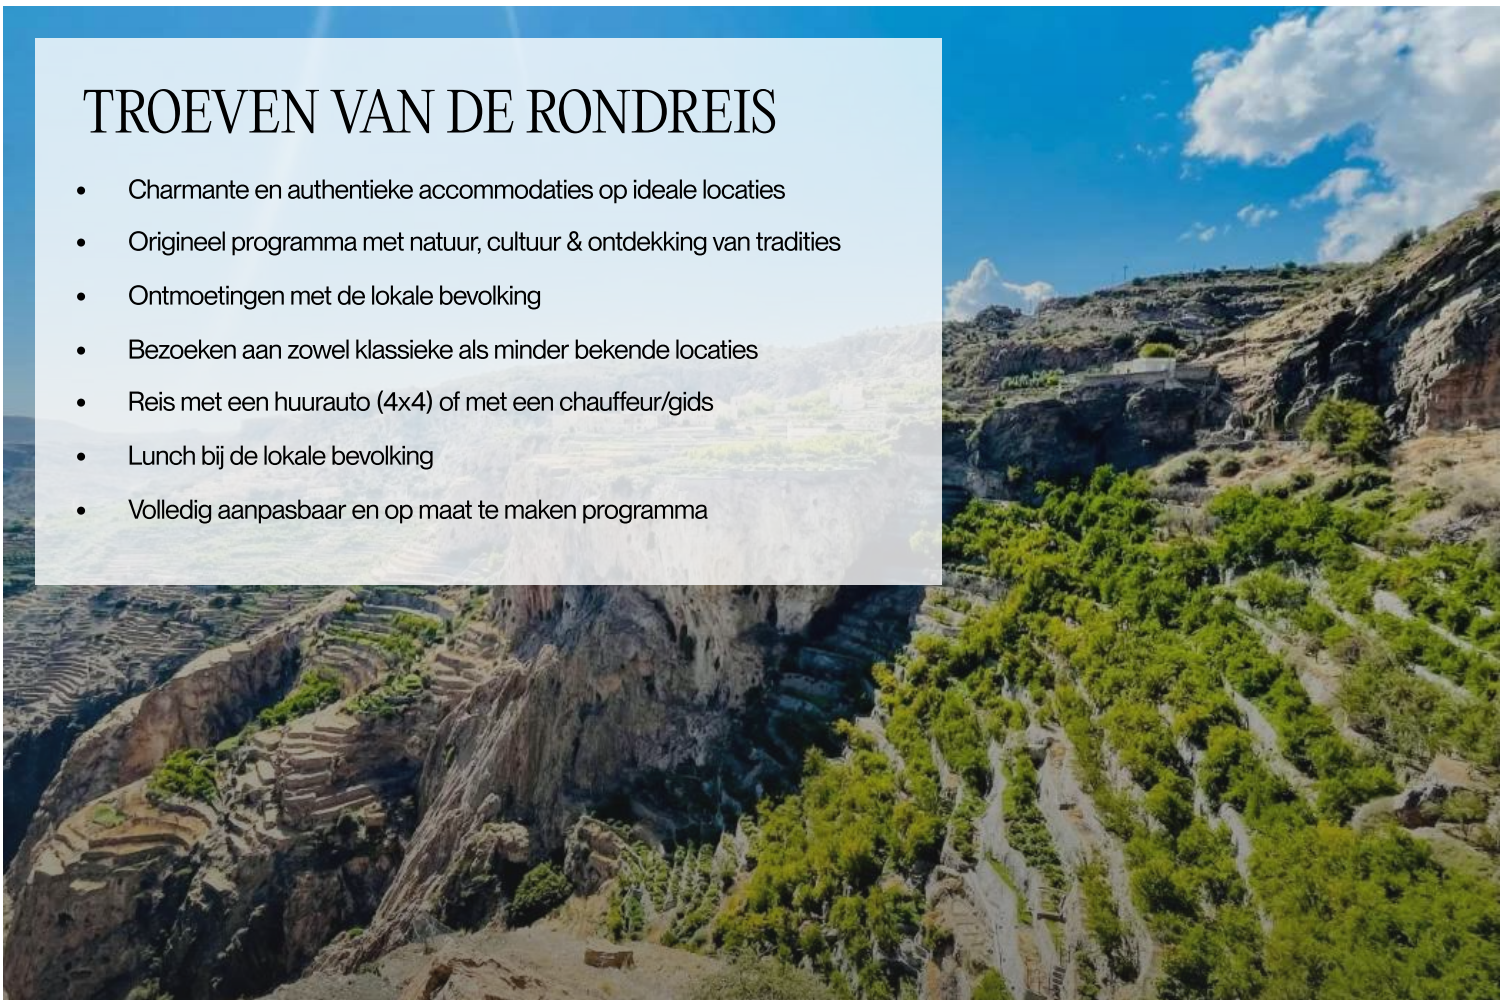 TROEVEN VAN DE RONDREIS
• Charmante en authentieke accommodaties op ideale locaties
• Origineel programma met natuur, cultuur & ontdekking van tradities
• Ontmoetingen met de lokale bevolking
• Bezoeken aan zowel klassieke als minder bekende locaties
• Reis met een huurauto (4x4) of met een chauffeur/gids
• Lunch bij de lokale bevolking
• Volledig aanpasbaar en op maat te maken programma